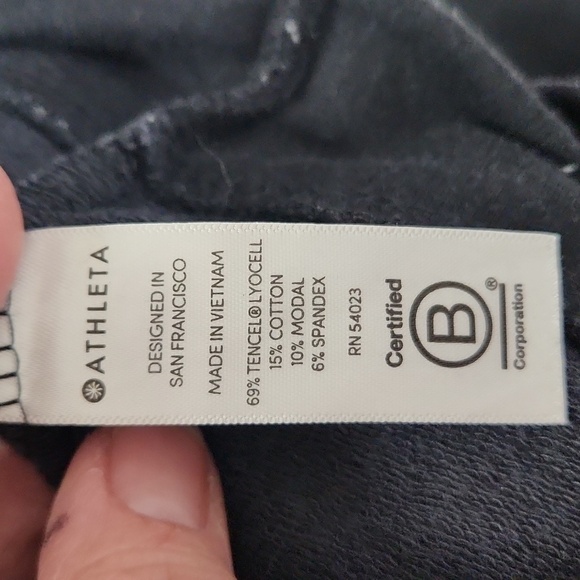 ATHLETA
DESIGNED IN
SAN FRANCISCO
MADE IN VIETNAM
69% TENCEL® LYOCELL
15% COTTON
10% MODAL
6% SPANDEX
RN 54023
Certified
B ®
Corporation